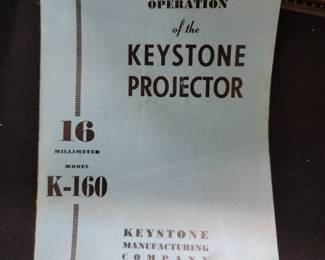 OPERATION
of the
KEYSTONE
PROJECTOR
16
MILLIMETER
MODEL
K-160
KEYSTONE
MANUFACTURING
COMPANY